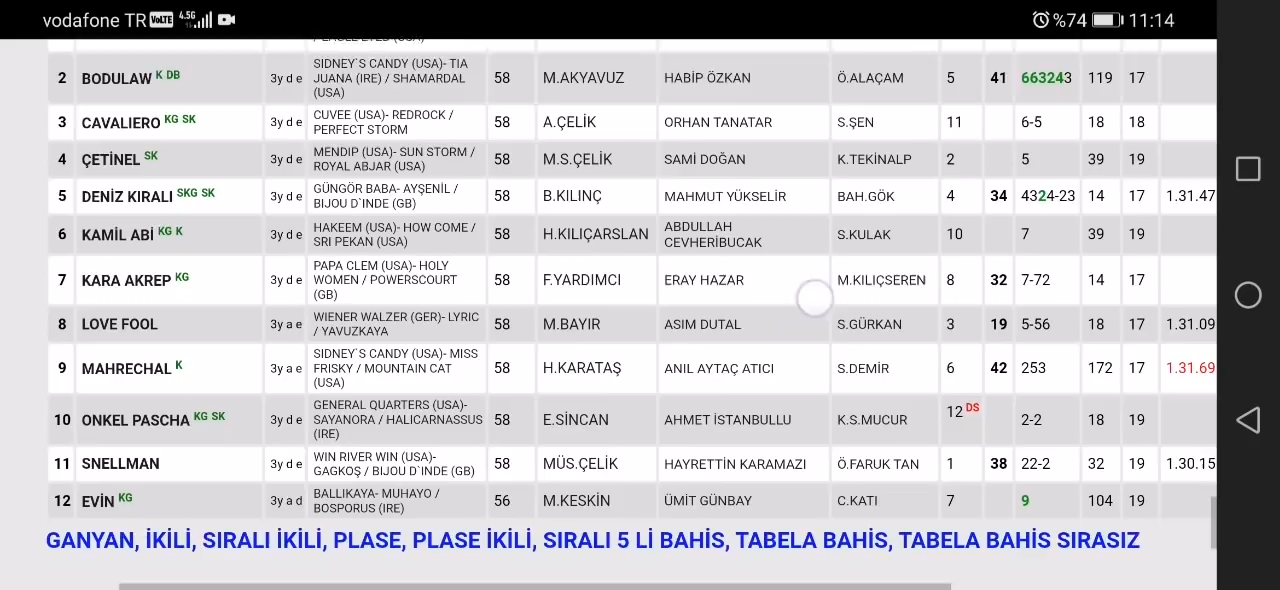 vodafone TR VoLTE 4.5G %74 11:14
2 BODULAW K DB 3y d e SIDNEY`S CANDY (USA)- TIA JUANA (IRE) / SHAMARDAL (USA) 58 M.AKYAVUZ HABİP ÖZKAN Ö.ALAÇAM 5 41 663243 119 17
3 CAVALIERO KG SK 3y d e CUVEE (USA)- REDROCK / PERFECT STORM 58 A.ÇELİK ORHAN TANATAR S.ŞEN 11 6-5 18 18
4 ÇETİNEL SK 3y d e MENDIP (USA)- SUN STORM / ROYAL ABJAR (USA) 58 M.S.ÇELİK SAMİ DOĞAN K.TEKİNALP 2 5 39 19
5 DENİZ KIRALI SKG SK 3y d e GÜNGÖR BABA- AYŞENİL / BIJOU D`INDE (GB) 58 B.KILINÇ MAHMUT YÜKSELİR BAH.GÖK 4 34 4324-23 14 17 1.31.47
6 KAMİL ABİ KG K 3y d e HAKEEM (USA)- HOW COME / SRI PEKAN (USA) 58 H.KILIÇARSLAN ABDULLAH CEVHERİBUCAK S.KULAK 10 7 39 19
7 KARA AKREP KG 3y d e PAPA CLEM (USA)- HOLY WOMEN / POWERSCOURT (GB) 58 F.YARDIMCI ERAY HAZAR M.KILIÇSEREN 8 32 7-72 14 17
8 LOVE FOOL 3y a e WIENER WALZER (GER)- LYRIC / YAVUZKAYA 58 M.BAYIR ASIM DUTAL S.GÜRKAN 3 19 5-56 18 17 1.31.09
9 MAHRECHAL K 3y a e SIDNEY`S CANDY (USA)- MISS FRISKY / MOUNTAIN CAT (USA) 58 H.KARATAŞ ANIL AYTAÇ ATICI S.DEMİR 6 42 253 172 17 1.31.69
10 ONKEL PASCHA KG SK 3y d e GENERAL QUARTERS (USA)- SAYANORA / HALICARNASSUS (IRE) 58 E.SİNCAN AHMET İSTANBULLU K.S.MUCUR 12 DS 2-2 18 19
11 SNELLMAN 3y d e WIN RIVER WIN (USA)- GAGKOŞ / BIJOU D`INDE (GB) 58 MÜS.ÇELİK HAYRETTİN KARAMAZI Ö.FARUK TAN 1 38 22-2 32 19 1.30.15
12 EVİN KG 3y a d BALLIKAYA- MUHAYO / BOSPORUS (IRE) 56 M.KESKİN ÜMİT GÜNBAY C.KATI 7 9 104 19
GANYAN, İKİLİ, SIRALI İKİLİ, PLASE, PLASE İKİLİ, SIRALI 5 Lİ BAHİS, TABELA BAHİS, TABELA BAHİS SIRASIZ